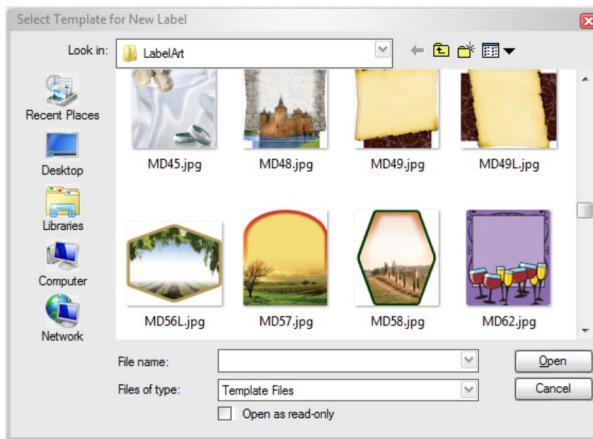 Select Template for New Label
Look in:
LabelArt
Recent Places
Desktop
Libraries
Computer
Network
MD45.jpg
MD48.jpg
MD49.jpg
MD49L.jpg
MD56L.jpg
MD57.jpg
MD58.jpg
MD62.jpg
File name:
Open
Files of type:
Template Files
Cancel
Open as read-only